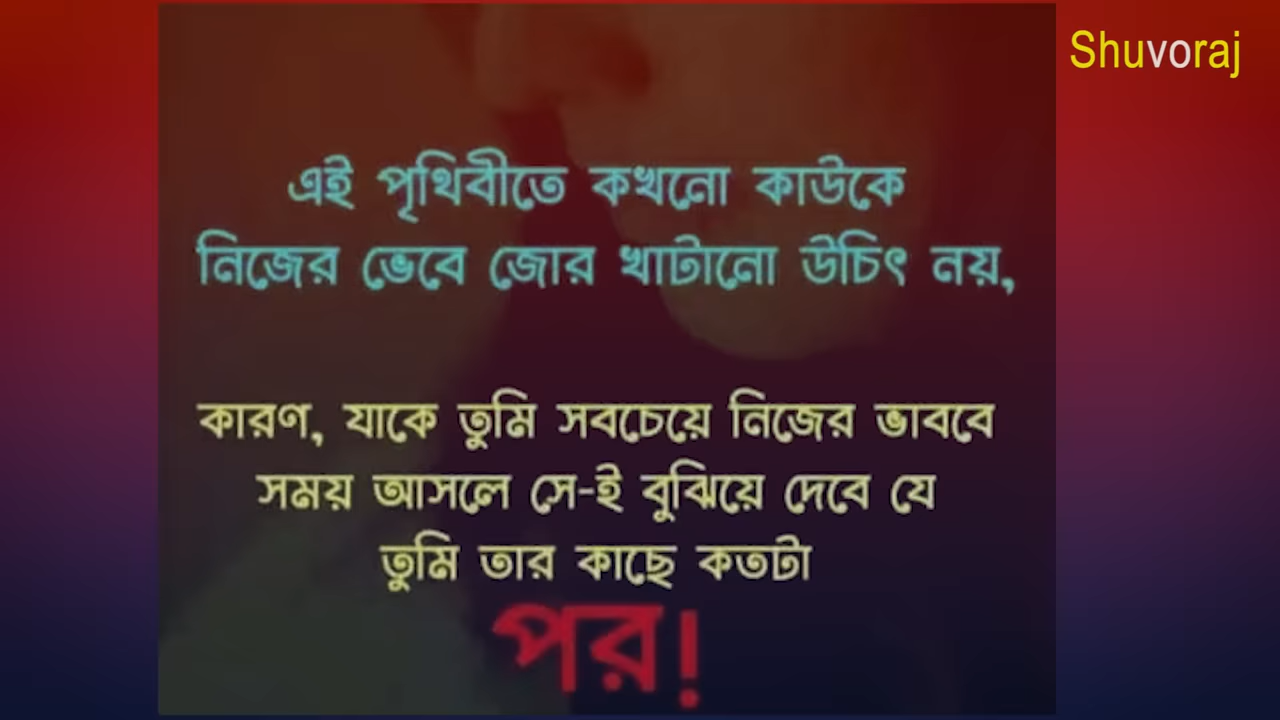 Shuvoraj
এই পৃথিবীতে কখনো কাউকে
নিজের ভেবে জোর খাটানো উচিৎ নয়,
কারণ, যাকে তুমি সবচেয়ে নিজের ভাববে
সময় আসলে সে-ই বুঝিয়ে দেবে যে
তুমি তার কাছে কতটা
পর!